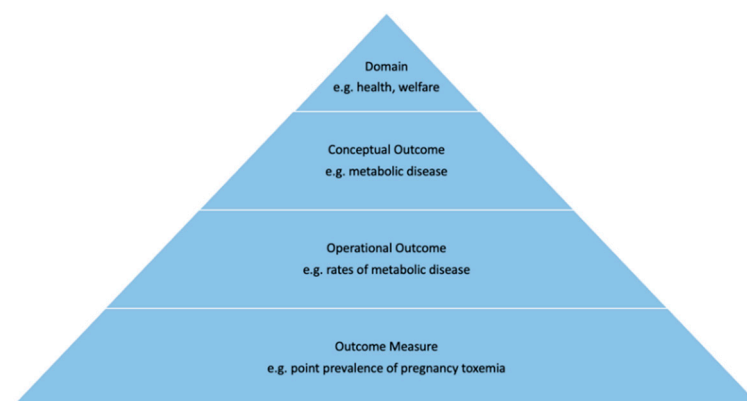 Domain
e.g. health, welfare
Conceptual Outcome
e.g. metabolic disease
Operational Outcome
e.g. rates of metabolic disease
Outcome Measure
e.g. point prevalence of pregnancy toxemia